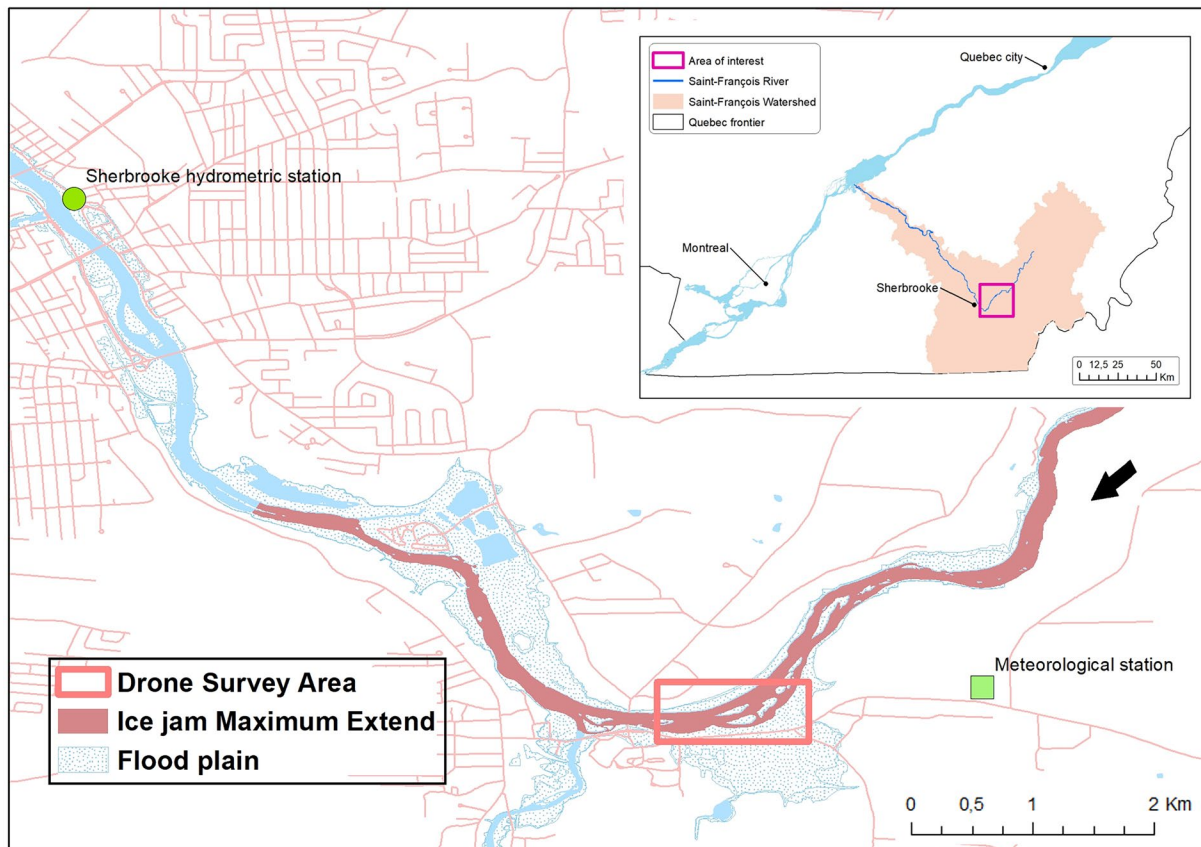 Area of interest
Saint-François River
Saint-François Watershed
Quebec frontier
Quebec city
Montreal
Sherbrooke
0 12,5 25 50
Km
Sherbrooke hydrometric station
Meteorological station
Drone Survey Area
Ice jam Maximum Extend
Flood plain
0 0,5 1 2 Km